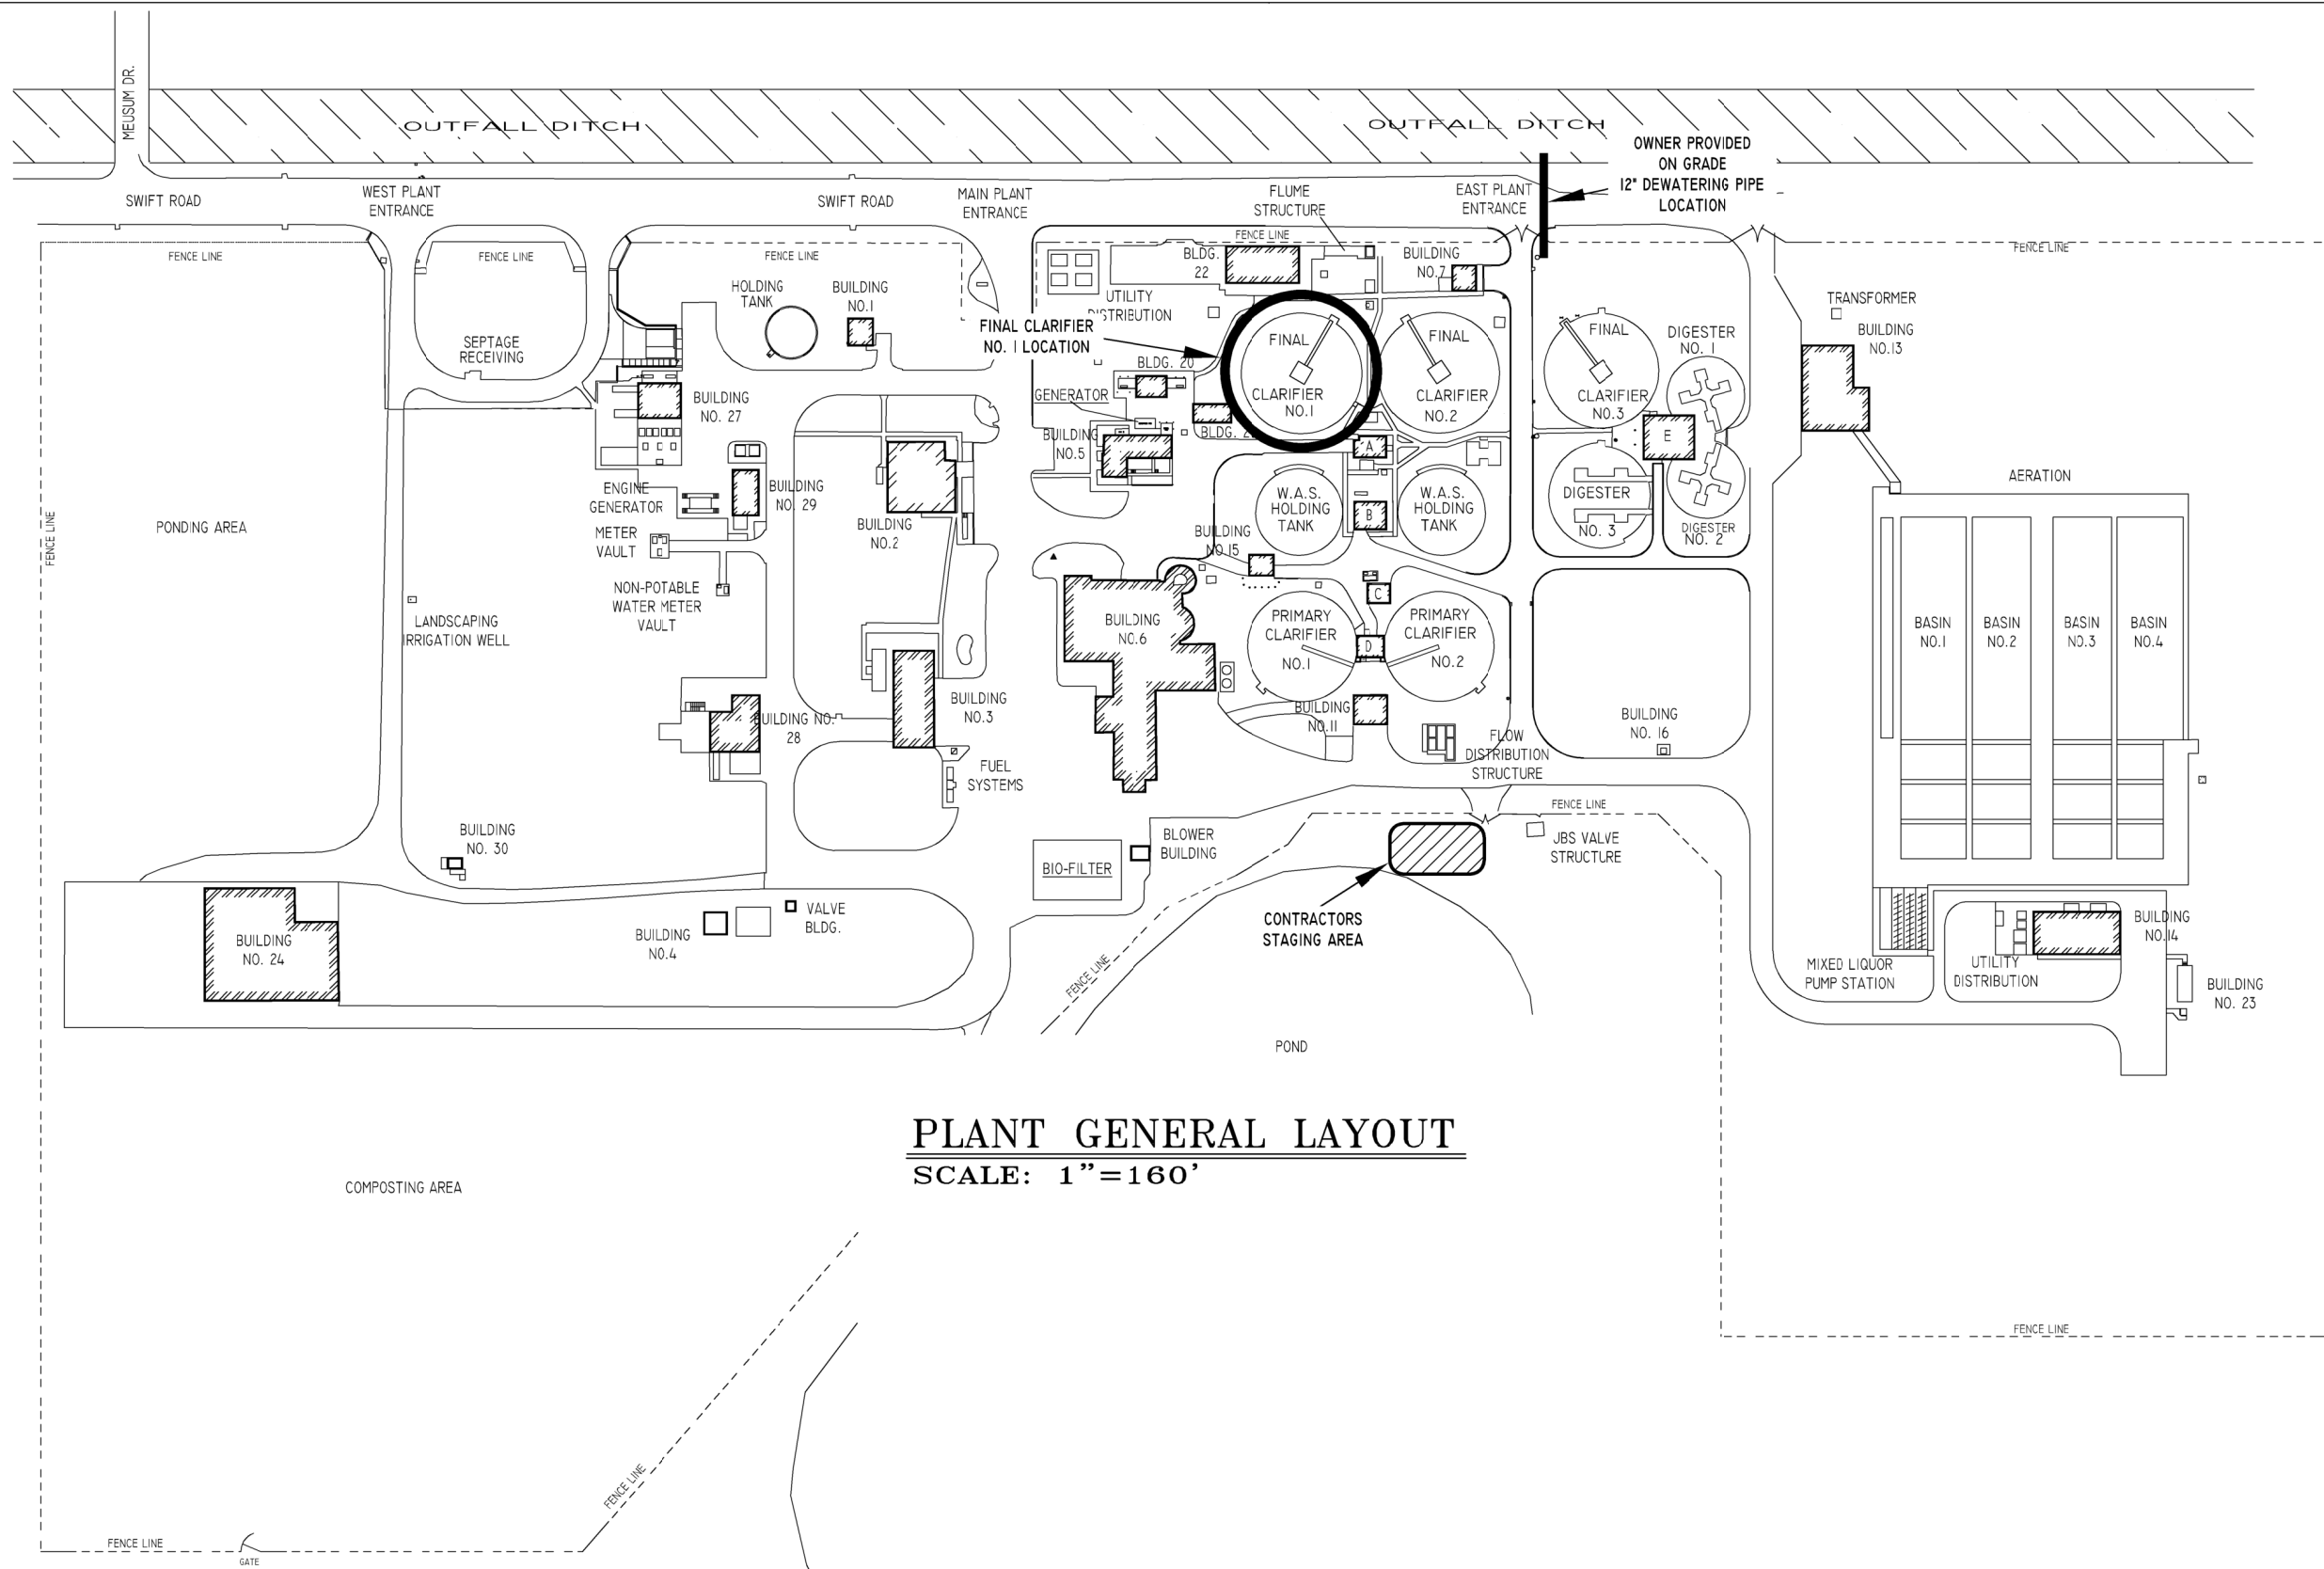 MEUSUM DR.
OUTFALL DITCH
OUTFALL DITCH
OWNER PROVIDED
ON GRADE
12" DEWATERING PIPE
LOCATION
SWIFT ROAD
WEST PLANT
ENTRANCE
SWIFT ROAD
MAIN PLANT
ENTRANCE
FLUME
STRUCTURE
EAST PLANT
ENTRANCE
FENCE LINE
FENCE LINE
FENCE LINE
FENCE LINE
FENCE LINE
BLDG.
22
BUILDING
NO.7
HOLDING
TANK
BUILDING
NO.1
UTILITY
DISTRIBUTION
FINAL CLARIFIER
NO. 1 LOCATION
TRANSFORMER
BUILDING
NO.13
SEPTAGE
RECEIVING
FINAL
CLARIFIER
NO.1
FINAL
CLARIFIER
NO.2
FINAL
CLARIFIER
NO.3
DIGESTER
NO. 1
BLDG. 20
GENERATOR
BLDG.
BUILDING
NO.5
BUILDING
NO. 27
A
E
AERATION
ENGINE
GENERATOR
BUILDING
NO. 29
W.A.S.
HOLDING
TANK
W.A.S.
HOLDING
TANK
B
DIGESTER
NO. 3
DIGESTER
NO. 2
PONDING AREA
FENCE LINE
METER
VAULT
BUILDING
NO.2
BUILDING
NO.15
NON-POTABLE
WATER METER
VAULT
C
LANDSCAPING
IRRIGATION WELL
BUILDING
NO.6
PRIMARY
CLARIFIER
NO.1
D
PRIMARY
CLARIFIER
NO.2
BASIN
NO.1
BASIN
NO.2
BASIN
NO.3
BASIN
NO.4
BUILDING NO.
28
BUILDING
NO.3
BUILDING
NO.11
FLOW
DISTRIBUTION
STRUCTURE
BUILDING
NO. 16
FUEL
SYSTEMS
FENCE LINE
BUILDING
NO. 30
BLOWER
BUILDING
JBS VALVE
STRUCTURE
BIO-FILTER
BUILDING
NO. 24
BUILDING
NO.4
VALVE
BLDG.
CONTRACTORS
STAGING AREA
FENCE LINE
MIXED LIQUOR
PUMP STATION
UTILITY
DISTRIBUTION
BUILDING
NO.14
BUILDING
NO. 23
POND
PLANT GENERAL LAYOUT
SCALE: 1"=160'
COMPOSTING AREA
FENCE LINE
FENCE LINE
FENCE LINE
GATE